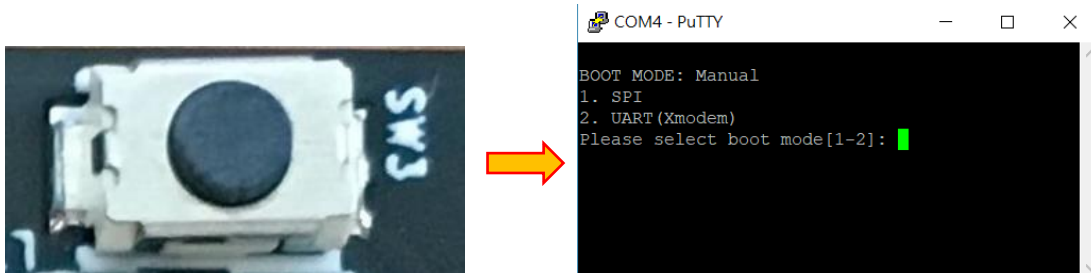 SW3
COM4 - PuTTY
BOOT MODE: Manual
1. SPI
2. UART(Xmodem)
Please select boot mode[1-2]: